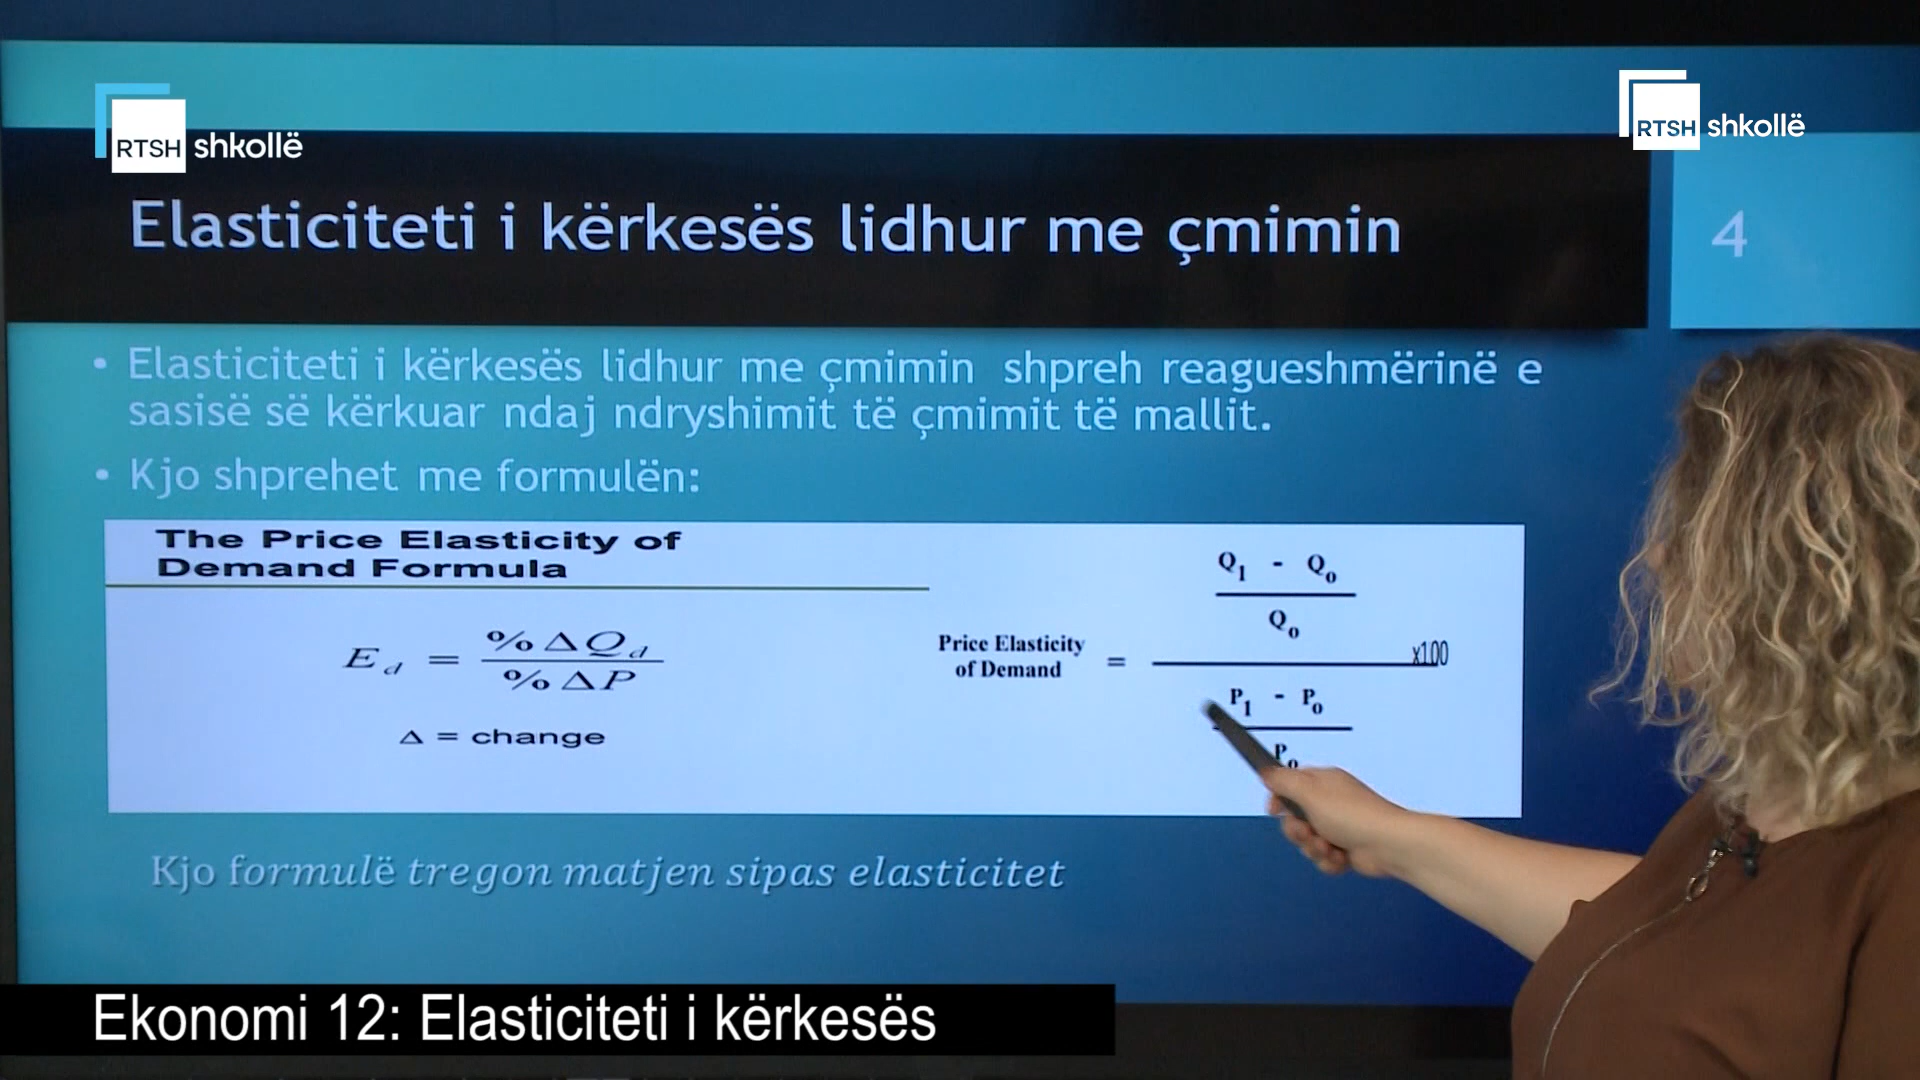 RTSH shkollë
RTSH shkollë
Elasticiteti i kërkesës lidhur me çmimin
4
• Elasticiteti i kërkesës lidhur me çmimin shpreh reagueshmërinë e
sasisë së kërkuar ndaj ndryshimit të çmimit të mallit.
• Kjo shprehet me formulën:
The Price Elasticity of
Demand Formula
E_d = %ΔQ_d / %ΔP
Δ = change
Price Elasticity
of Demand
=
Q₁ - Q₀
Q₀
x100
P₁ - P₀
P₀
Kjo formulë tregon matjen sipas elasticitet
Ekonomi 12: Elasticiteti i kërkesës